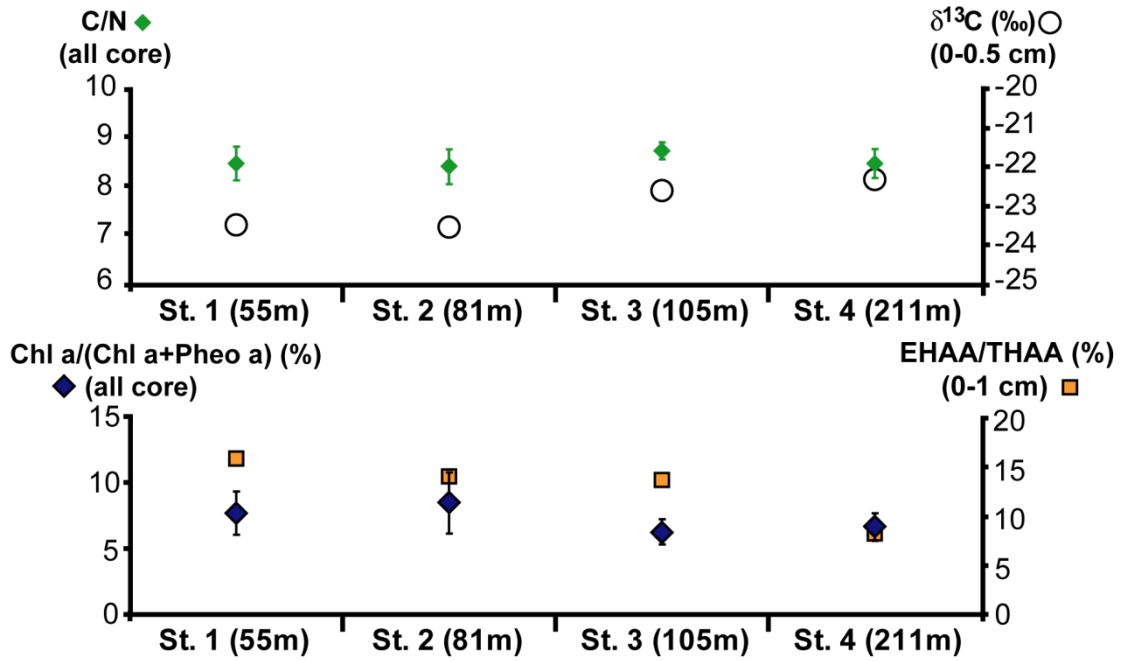 C/N
(all core)
δ¹³C (‰)
(0-0.5 cm)
10
9
8
7
6
-20
-21
-22
-23
-24
-25
St. 1 (55m) St. 2 (81m) St. 3 (105m) St. 4 (211m)
Chl a/(Chl a+Pheo a) (%)
(all core)
EHAA/THAA (%)
(0-1 cm)
15
10
5
0
20
15
10
5
0
St. 1 (55m) St. 2 (81m) St. 3 (105m) St. 4 (211m)